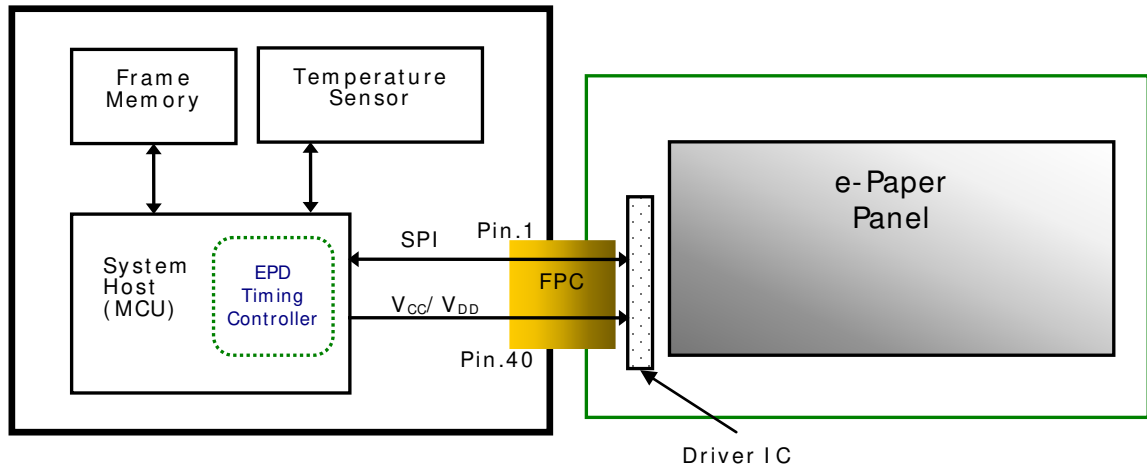 Frame
Memory
Temperature
Sensor
System
Host
(MCU)
EPD
Timing
Controller
SPI
VCC/ VDD
Pin.1
FPC
Pin.40
e-Paper
Panel
Driver IC